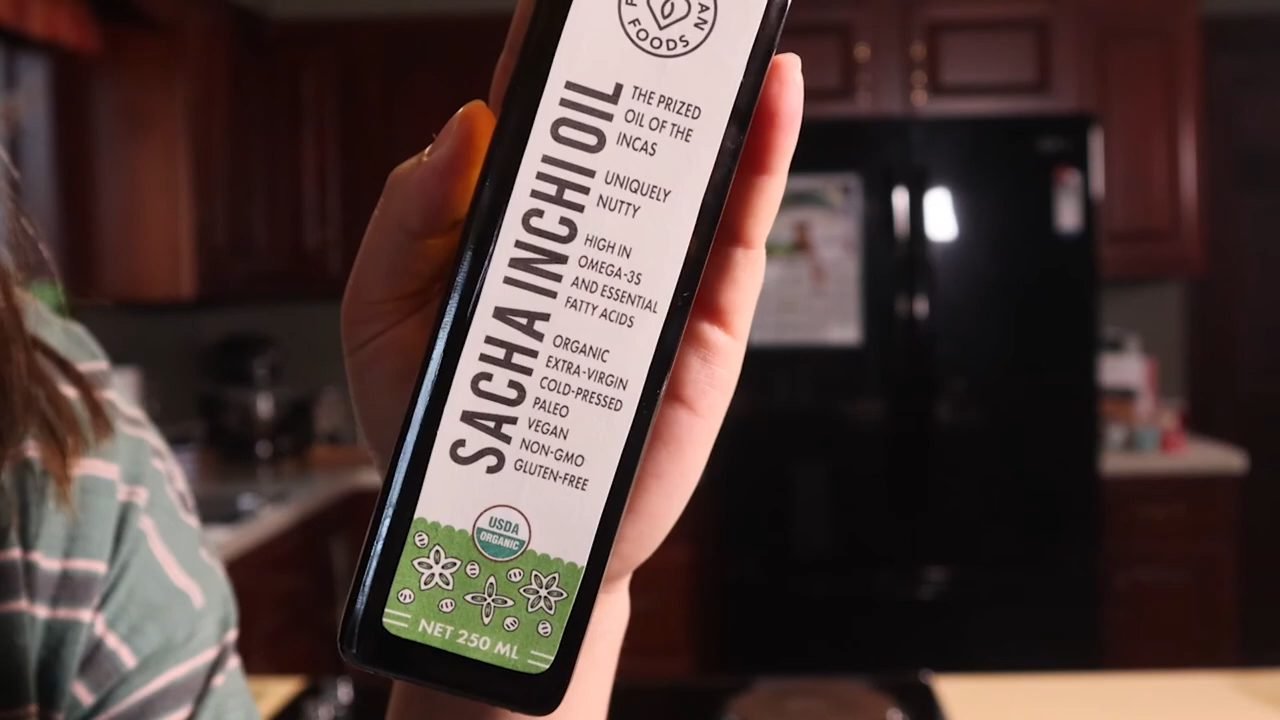 FOODS
SACHA INCHI OIL
THE PRIZED
OIL OF THE
INCAS
UNIQUELY
NUTTY
HIGH IN
OMEGA-3S
AND ESSENTIAL
FATTY ACIDS
ORGANIC
EXTRA-VIRGIN
COLD-PRESSED
PALEO
VEGAN
NON-GMO
GLUTEN-FREE
USDA
ORGANIC
NET 250 ML